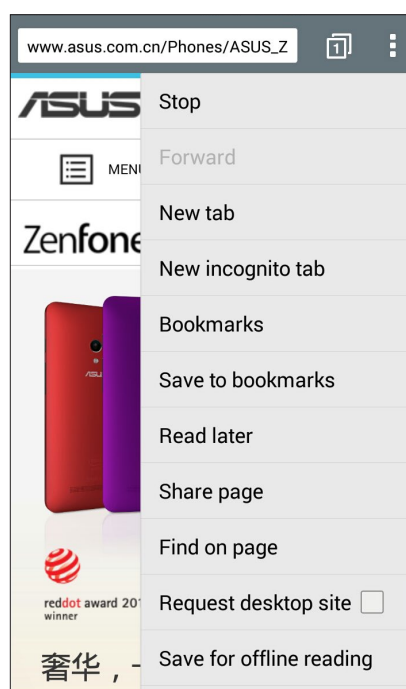 www.asus.com.cn/Phones/ASUS_Z
1
ASUS
Stop
Forward
MENU
New tab
Zenfone
New incognito tab
Bookmarks
ASU
Save to bookmarks
Read later
Share page
Find on page
reddot award 201
winner
Request desktop site
奢华，
Save for offline reading